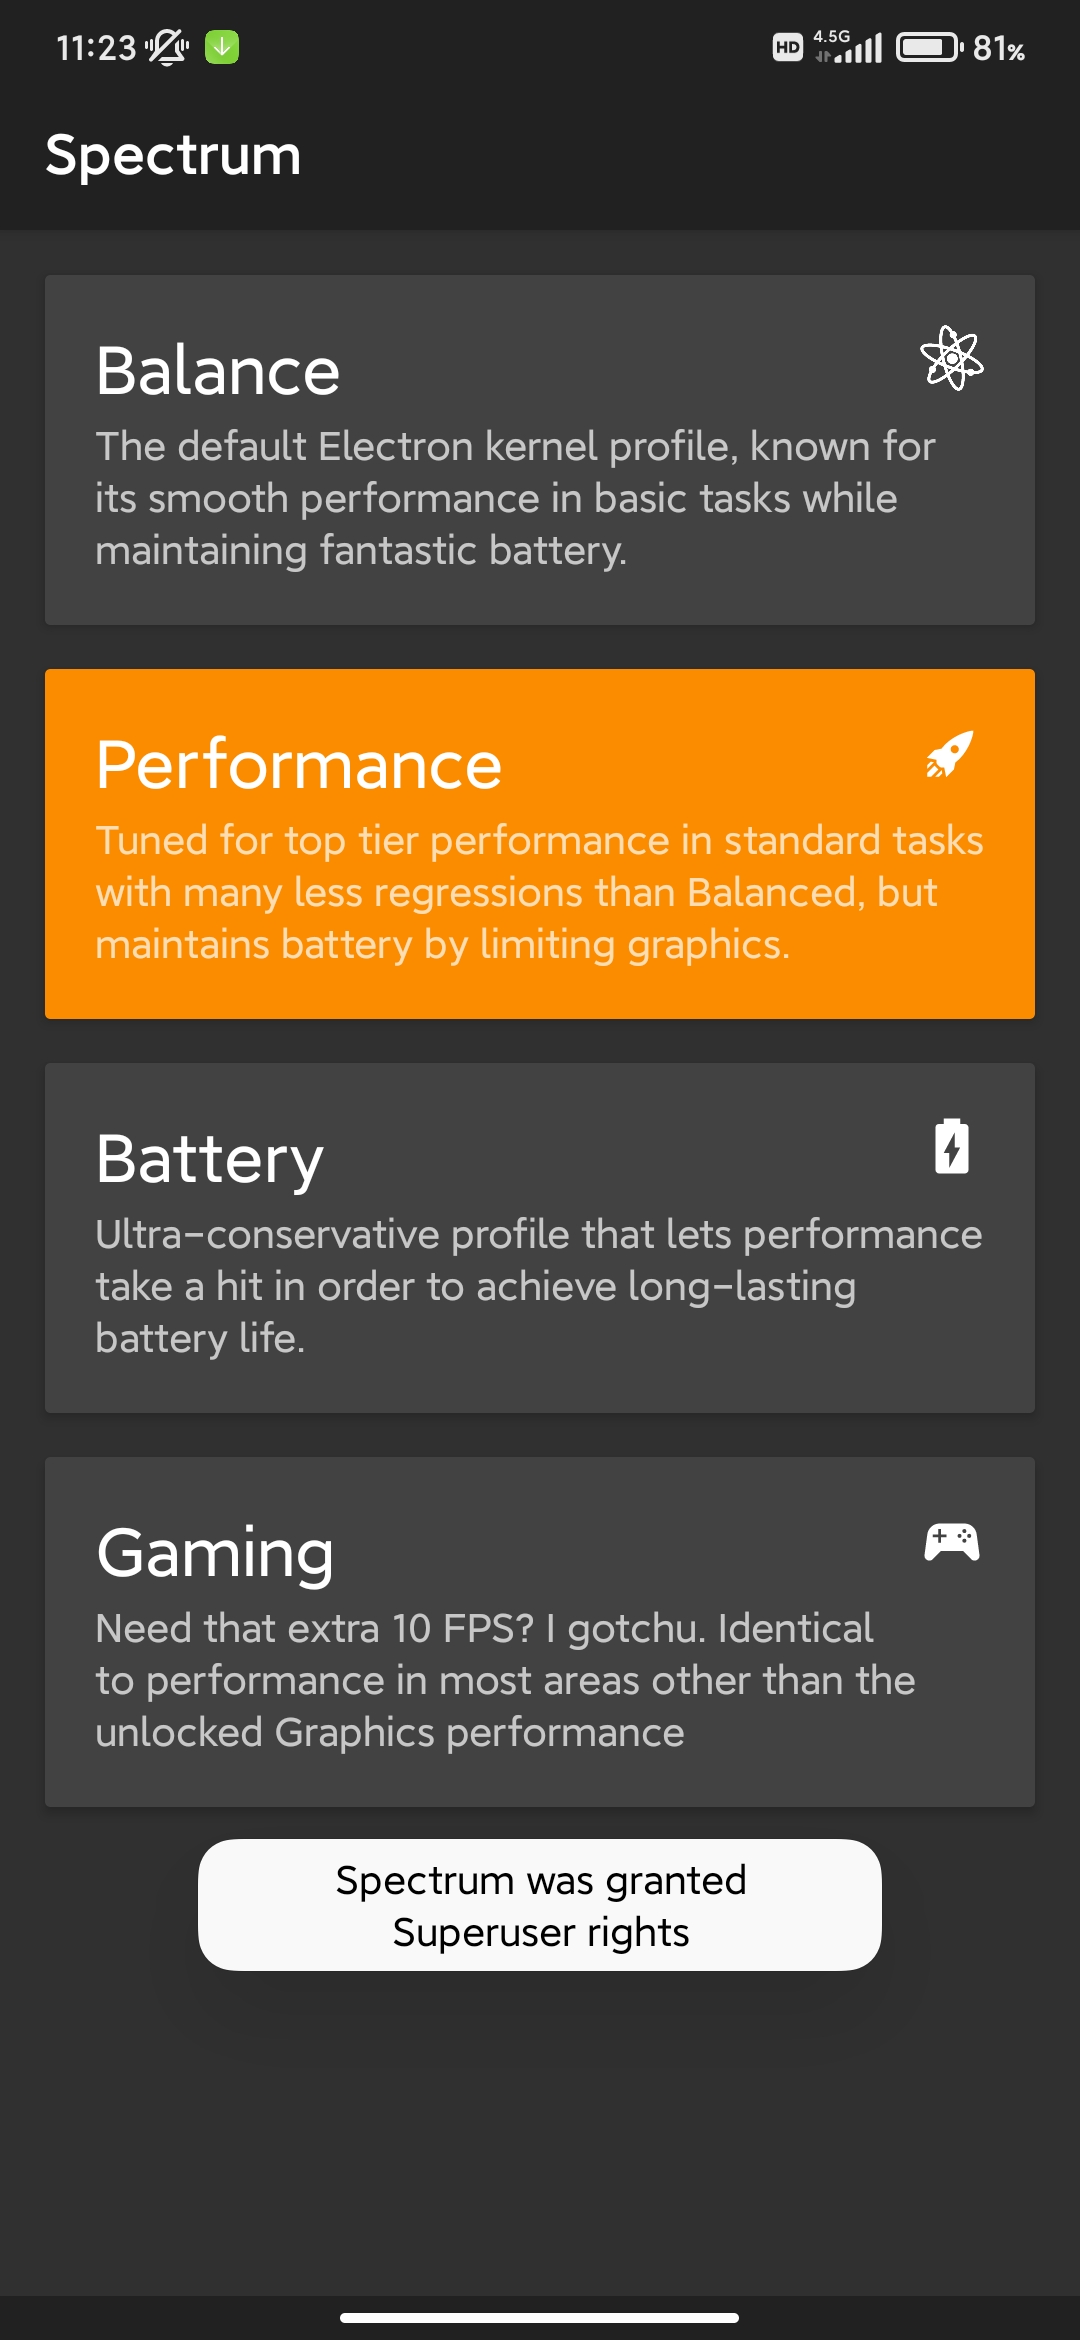 11:23
HD 4.5G 81%
Spectrum
Balance
The default Electron kernel profile, known for
its smooth performance in basic tasks while
maintaining fantastic battery.
Performance
Tuned for top tier performance in standard tasks
with many less regressions than Balanced, but
maintains battery by limiting graphics.
Battery
Ultra-conservative profile that lets performance
take a hit in order to achieve long-lasting
battery life.
Gaming
Need that extra 10 FPS? I gotchu. Identical
to performance in most areas other than the
unlocked Graphics performance
Spectrum was granted
Superuser rights